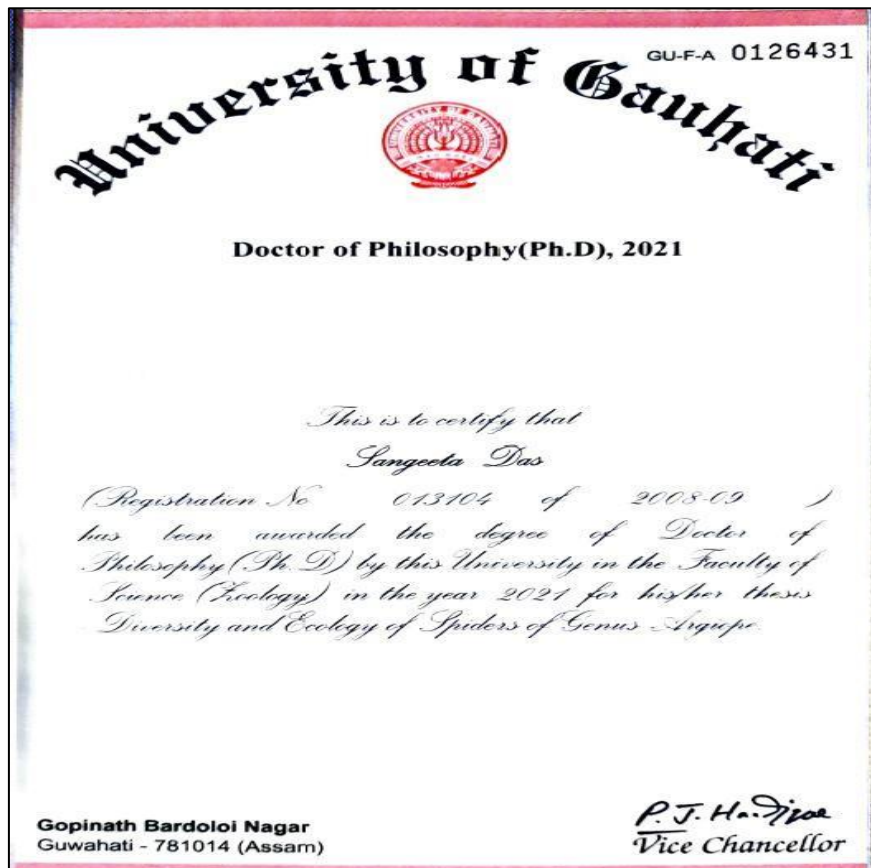 GU-F-A 0126431
University of Gauhati
Doctor of Philosophy(Ph.D), 2021
This is to certify that
Sangeeta Das
(Registration No 013104 of 2008-09 )
has been awarded the degree of Doctor of
Philosophy (Ph. D) by this University in the Faculty of
Science (Zoology) in the year 2021 for his/her thesis
Diversity and Ecology of Spiders of Genus Argiope.
P. J. Handique
Gopinath Bardoloi Nagar
Vice Chancellor
Guwahati - 781014 (Assam)